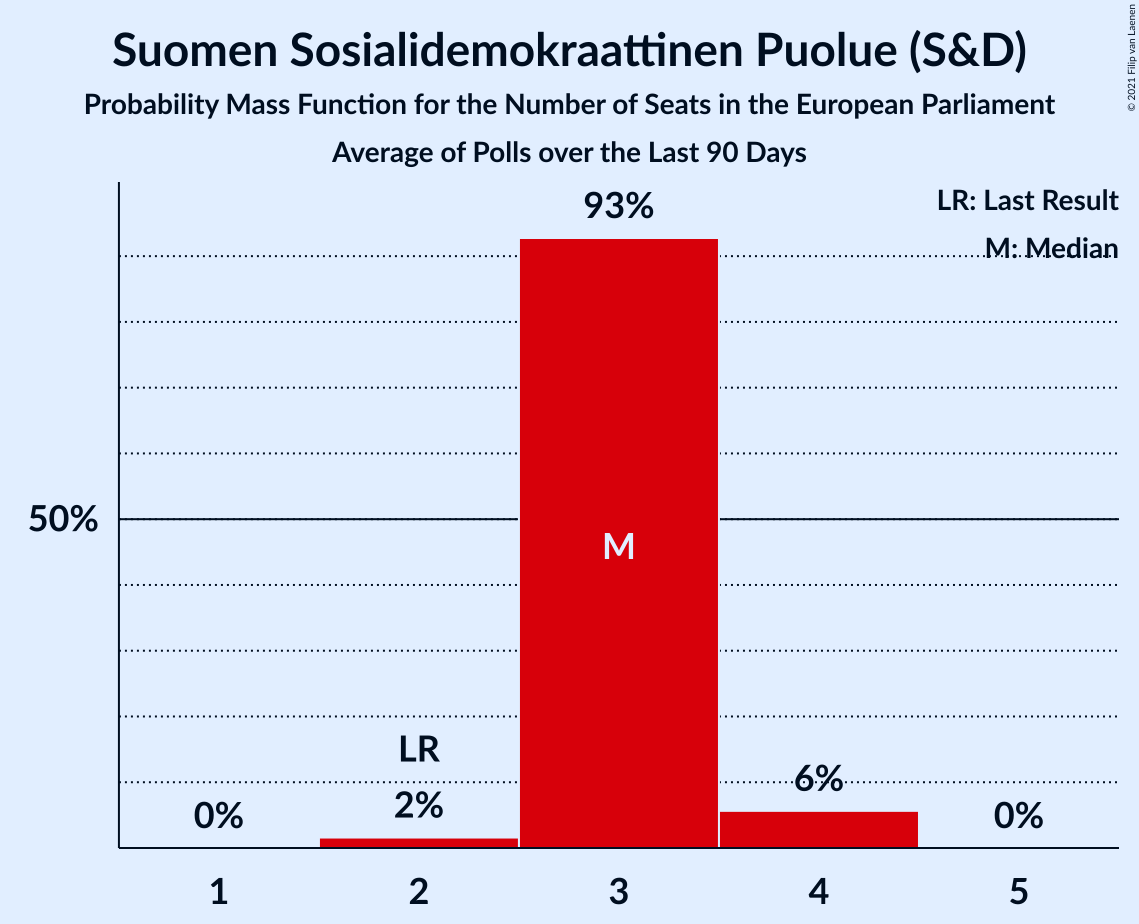 Suomen Sosialidemokraattinen Puolue (S&D)
Probability Mass Function for the Number of Seats in the European Parliament
Average of Polls over the Last 90 Days
© 2021 Filip van Laenen
LR: Last Result
M: Median
93%
50%
M
LR
0%
2%
6%
0%
1 2 3 4 5